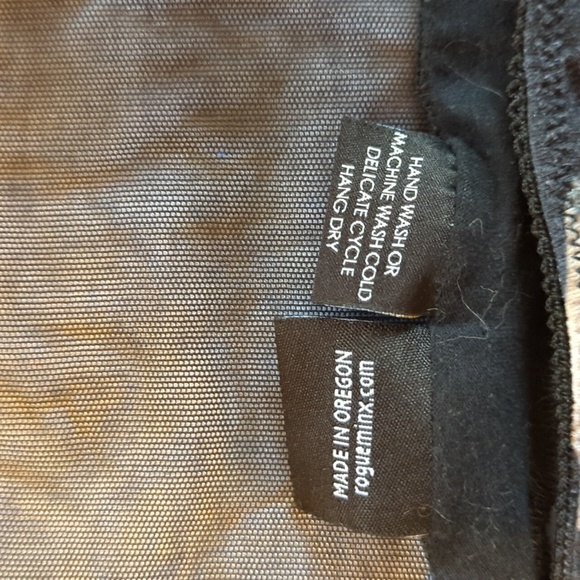 HAND WASH OR
MACHINE WASH COLD
DELICATE CYCLE
HANG DRY
MADE IN OREGON
rogueminx.com